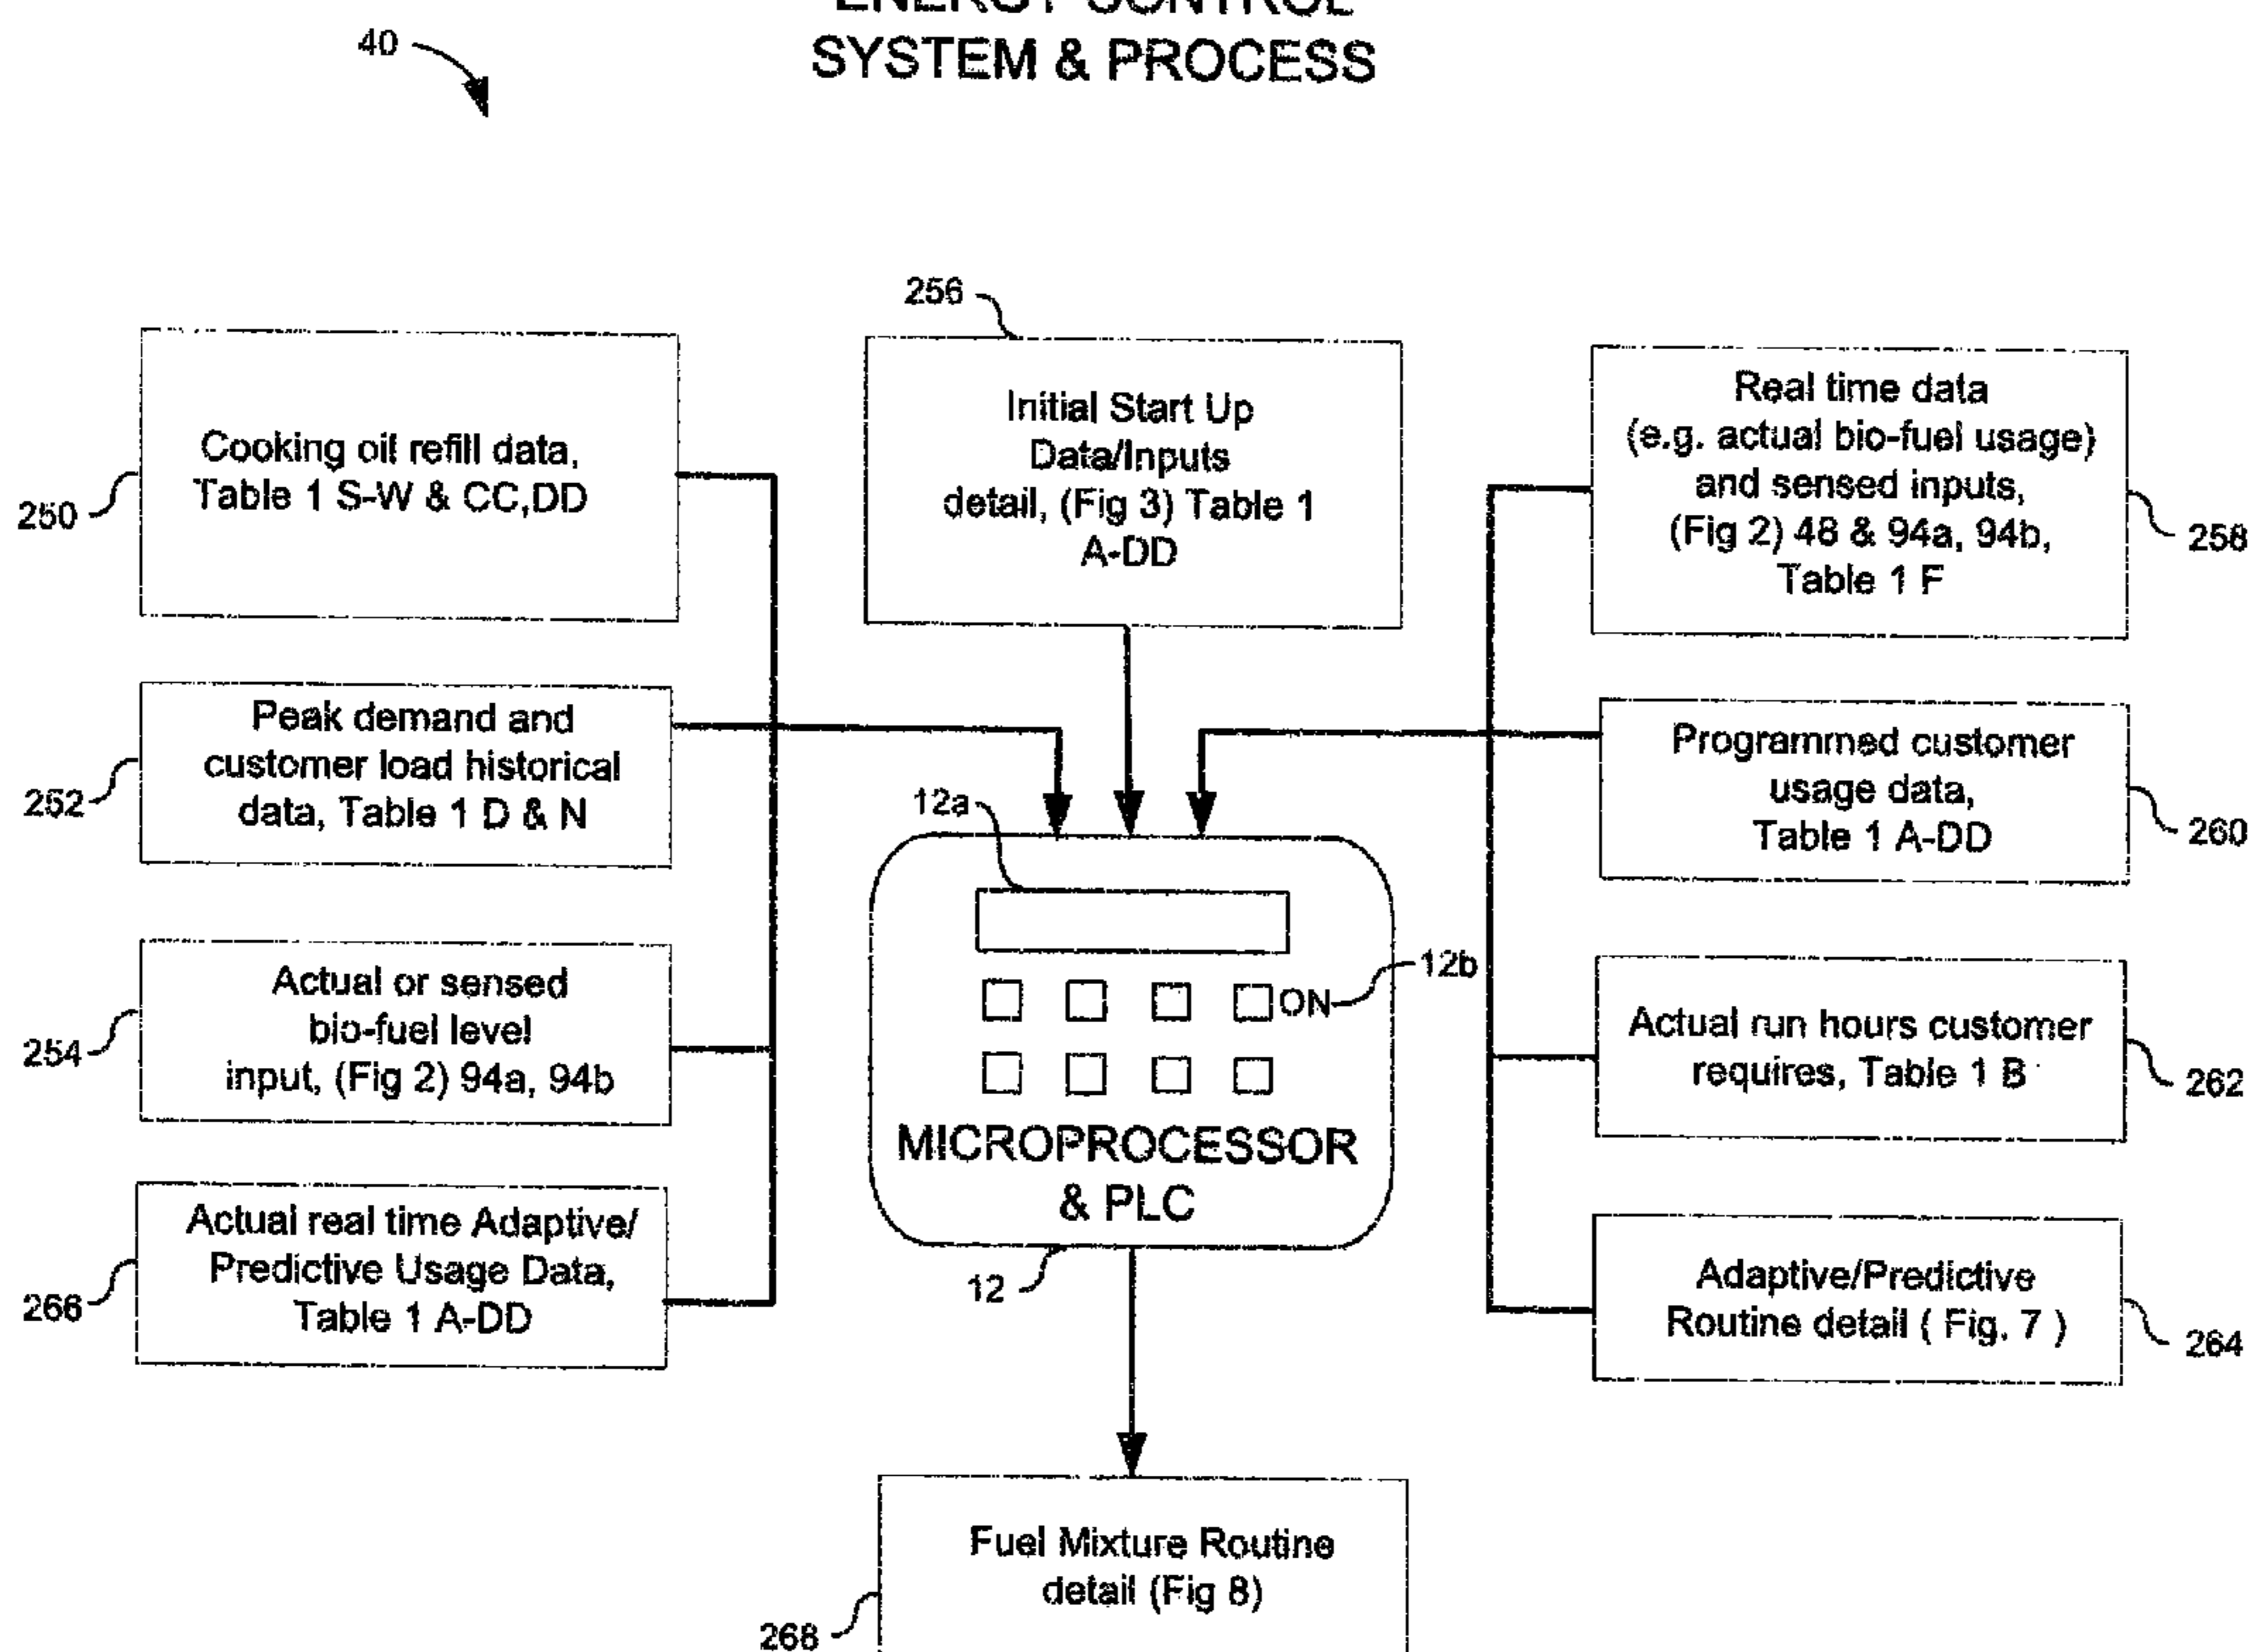 ENERGY CONTROL
SYSTEM & PROCESS
40
256
Cooking oil refill data,
Table 1 S-W & CC,DD
250
Initial Start Up
Data/Inputs
detail, (Fig 3) Table 1
A-DD
Real time data
(e.g. actual bio-fuel usage)
and sensed inputs,
(Fig 2) 48 & 94a, 94b,
Table 1 F
258
Peak demand and
customer load historical
data, Table 1 D & N
252
Programmed customer
usage data,
Table 1 A-DD
260
12a
12b
ON
MICROPROCESSOR
& PLC
12
Actual or sensed
bio-fuel level
input, (Fig 2) 94a, 94b
254
Actual run hours customer
requires, Table 1 B
262
Actual real time Adaptive/
Predictive Usage Data,
Table 1 A-DD
266
Adaptive/Predictive
Routine detail ( Fig. 7 )
264
Fuel Mixture Routine
detail (Fig 8)
268